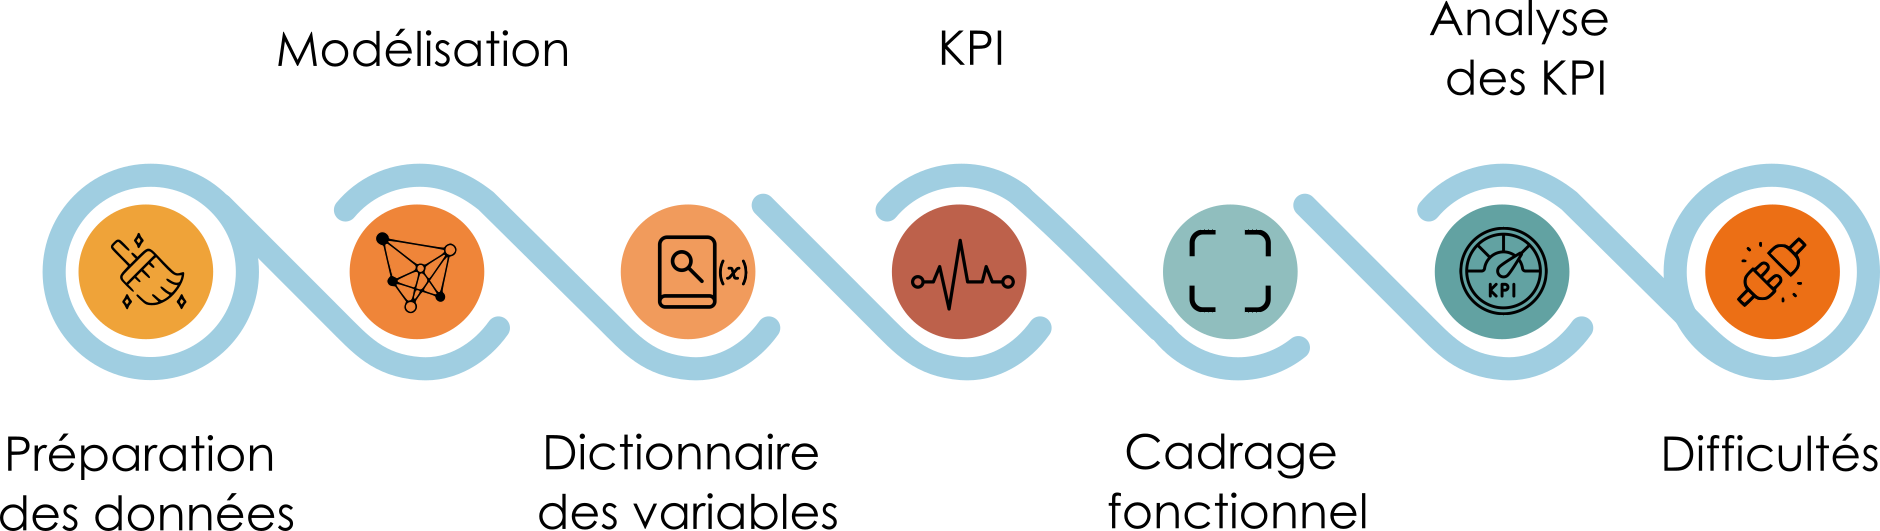 Modélisation
KPI
Analyse
des KPI
(x)
KPI
Préparation
des données
Dictionnaire
des variables
Cadrage
fonctionnel
Difficultés